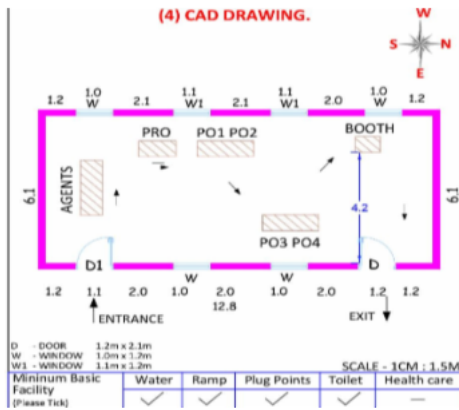 (4) CAD DRAWING.
W
S N
E
1.0 1.1 1.1 1.0
1.2 W 2.1 W1 2.1 W1 2.0 W 1.2
PRO PO1 PO2 BOOTH
AGENTS
6.1 6.1
4.2
PO3 PO4
D1 W W D
1.2 1.1 2.0 1.0 2.0 1.0 2.0 1.2 1.2
12.8
ENTRANCE EXIT
D - DOOR 1.2m x 2.1m
W - WINDOW 1.0m x 1.2m
W1 - WINDOW 1.1m x 1.2m
SCALE - 1CM : 1.5M
Mininum Basic Facility (Please Tick) Water Ramp Plug Points Toilet Health care
✓ ✓ ✓ ✓ —